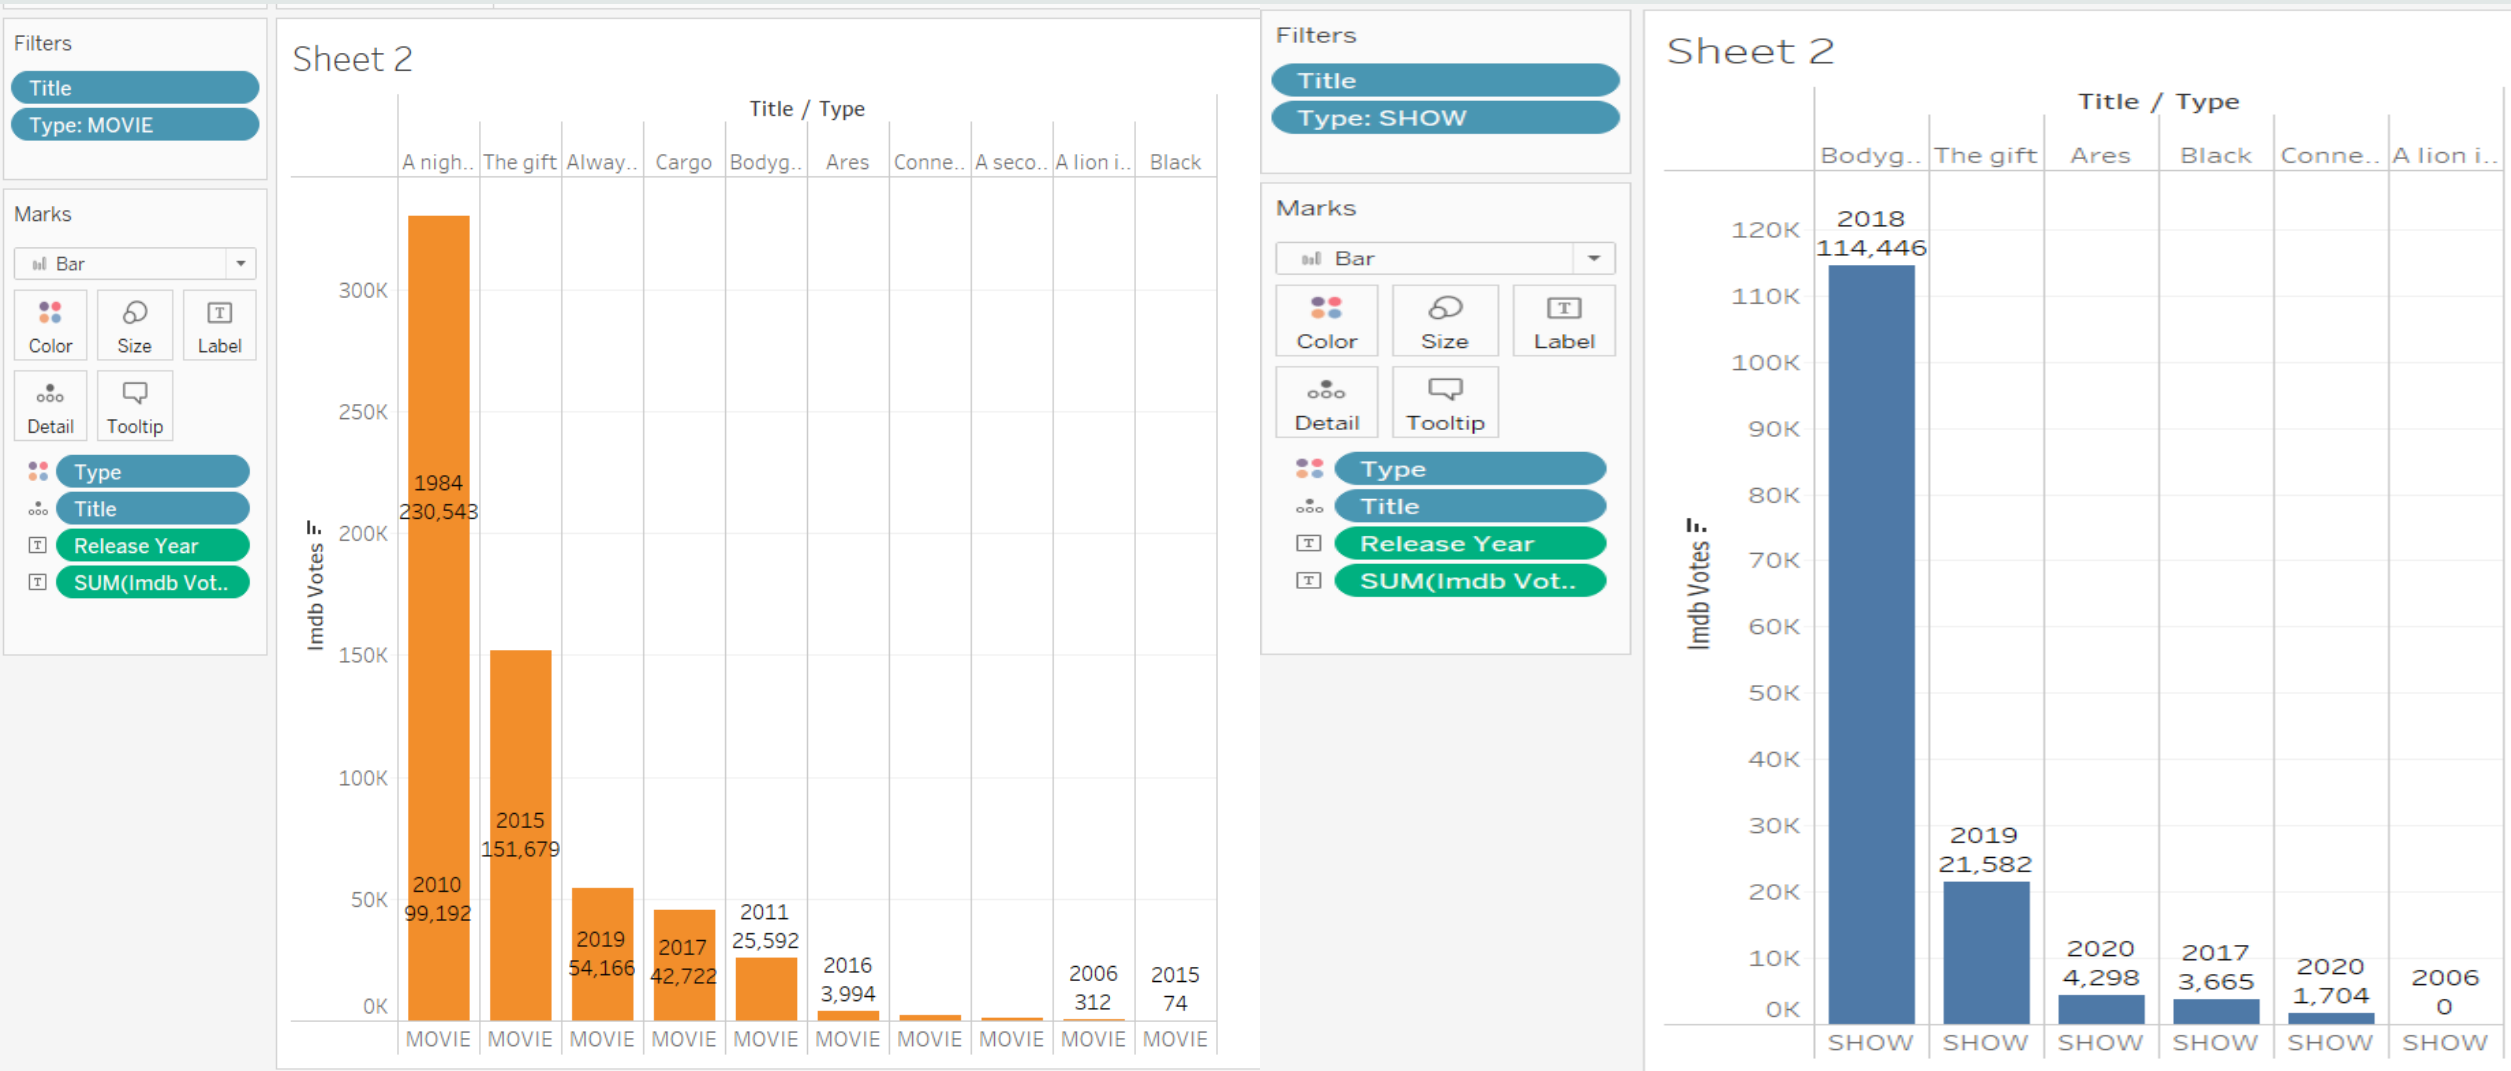 Filters
Title
Type: MOVIE
Marks
Bar
Color Size Label
Detail Tooltip
Type
Title
Release Year
SUM(Imdb Vot..
Sheet 2
Title / Type
A nigh.. The gift Alway.. Cargo Bodyg.. Ares Conne.. A seco.. A lion i.. Black
Imdb Votes
300K
250K
200K
150K
100K
50K
0K
1984
230,543
2010
99,192
2015
151,679
2019
54,166
2017
42,722
2011
25,592
2016
3,994
2006
312
2015
74
MOVIE MOVIE MOVIE MOVIE MOVIE MOVIE MOVIE MOVIE MOVIE MOVIE
Filters
Title
Type: SHOW
Marks
Bar
Color Size Label
Detail Tooltip
Type
Title
Release Year
SUM(Imdb Vot..
Sheet 2
Title / Type
Bodyg.. The gift Ares Black Conne.. A lion i..
Imdb Votes
120K
110K
100K
90K
80K
70K
60K
50K
40K
30K
20K
10K
0K
2018
114,446
2019
21,582
2020
4,298
2017
3,665
2020
1,704
2006
0
SHOW SHOW SHOW SHOW SHOW SHOW